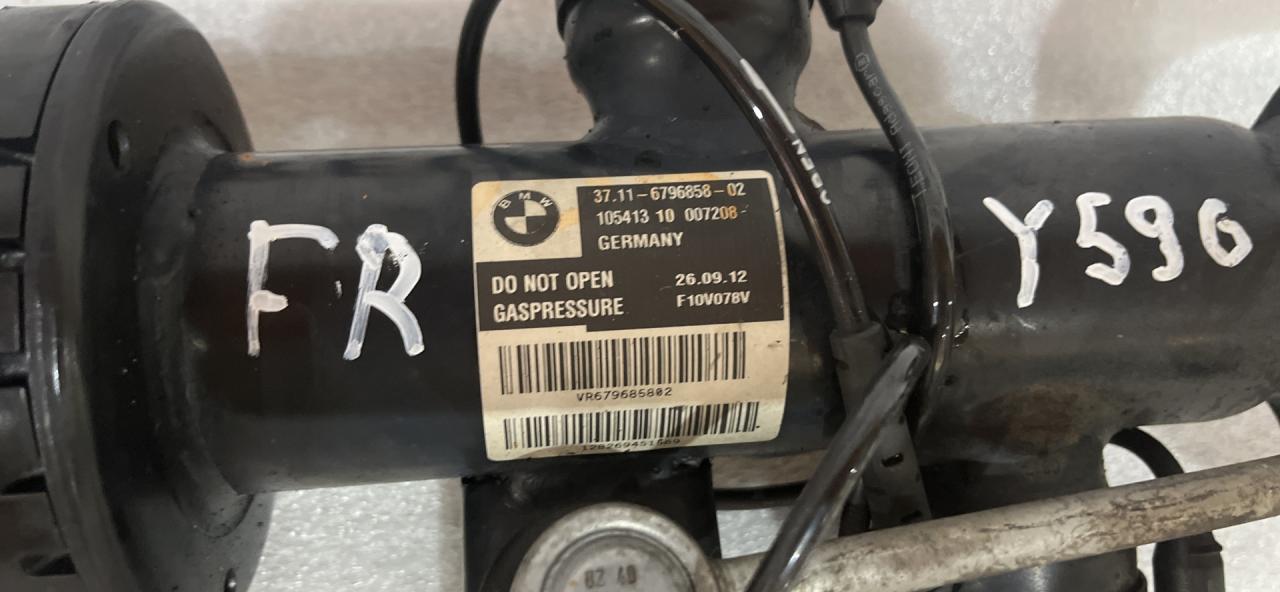 FR
BMW
37.11-6796858-02
105413 10 007208-
GERMANY
DO NOT OPEN
GASPRESSURE
26.09.12
F10V078V
VR679685802
Y596